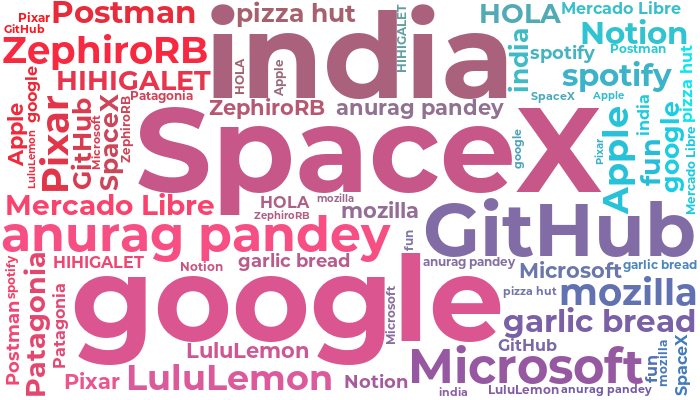 Pixar
Postman
GitHub
pizza hut
india
HIHIGALET
HOLA
Mercado Libre
Notion
Postman
ZephiroRB
HIHIGALET
HOLA
Apple
india
spotify
spotify
pizza hut
Apple
google
Patagonia
ZephiroRB
anurag pandey
SpaceX
Apple
LuluLemon
Pixar
GitHub
Microsoft
SpaceX
ZephiroRB
SpaceX
google
Pixar
Apple
india
fun
google
Mercado Libre
Mercado Libre
HOLA
mozilla
ZephiroRB
mozilla
GitHub
anurag pandey
fun
spotify
Patagonia
HIHIGALET
Notion
garlic bread
anurag pandey
Microsoft
garlic bread
google
Postman
Patagonia
Microsoft
pizza hut
mozilla
garlic bread
LuluLemon
GitHub
Microsoft
fun
mozilla
SpaceX
Pixar
LuluLemon
Notion
india
LuluLemon
anurag pandey